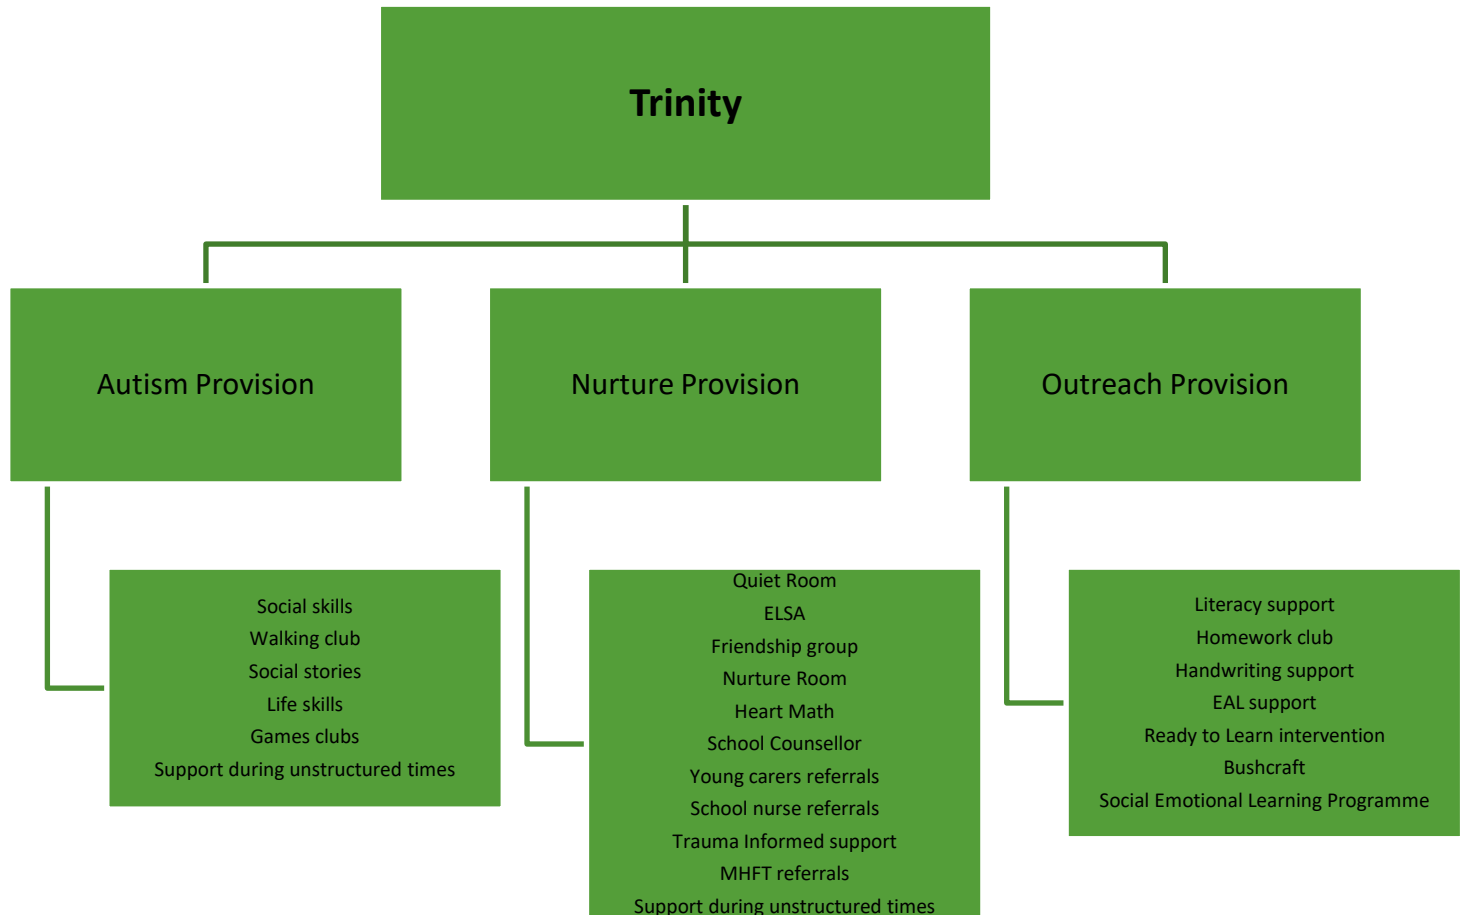 Trinity
Autism Provision
Nurture Provision
Outreach Provision
Social skills
Walking club
Social stories
Life skills
Games clubs
Support during unstructured times
Quiet Room
ELSA
Friendship group
Nurture Room
Heart Math
School Counsellor
Young carers referrals
School nurse referrals
Trauma Informed support
MHFT referrals
Support during unstructured times
Literacy support
Homework club
Handwriting support
EAL support
Ready to Learn intervention
Bushcraft
Social Emotional Learning Programme